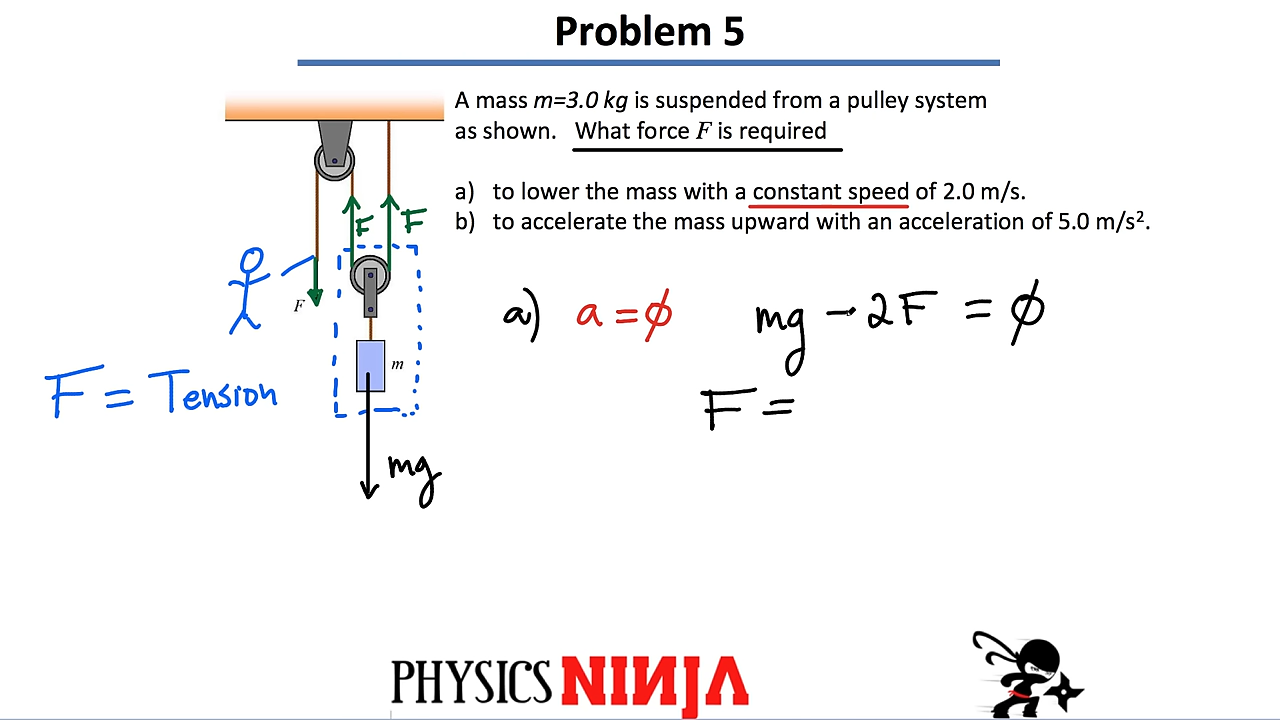 Problem 5
A mass m=3.0 kg is suspended from a pulley system
as shown. What force F is required
a) to lower the mass with a constant speed of 2.0 m/s.
b) to accelerate the mass upward with an acceleration of 5.0 m/s².
F F
F
a) a = ϕ mg - 2F = ϕ
m
F = Tension
F =
mg
PHYSICS NINJA